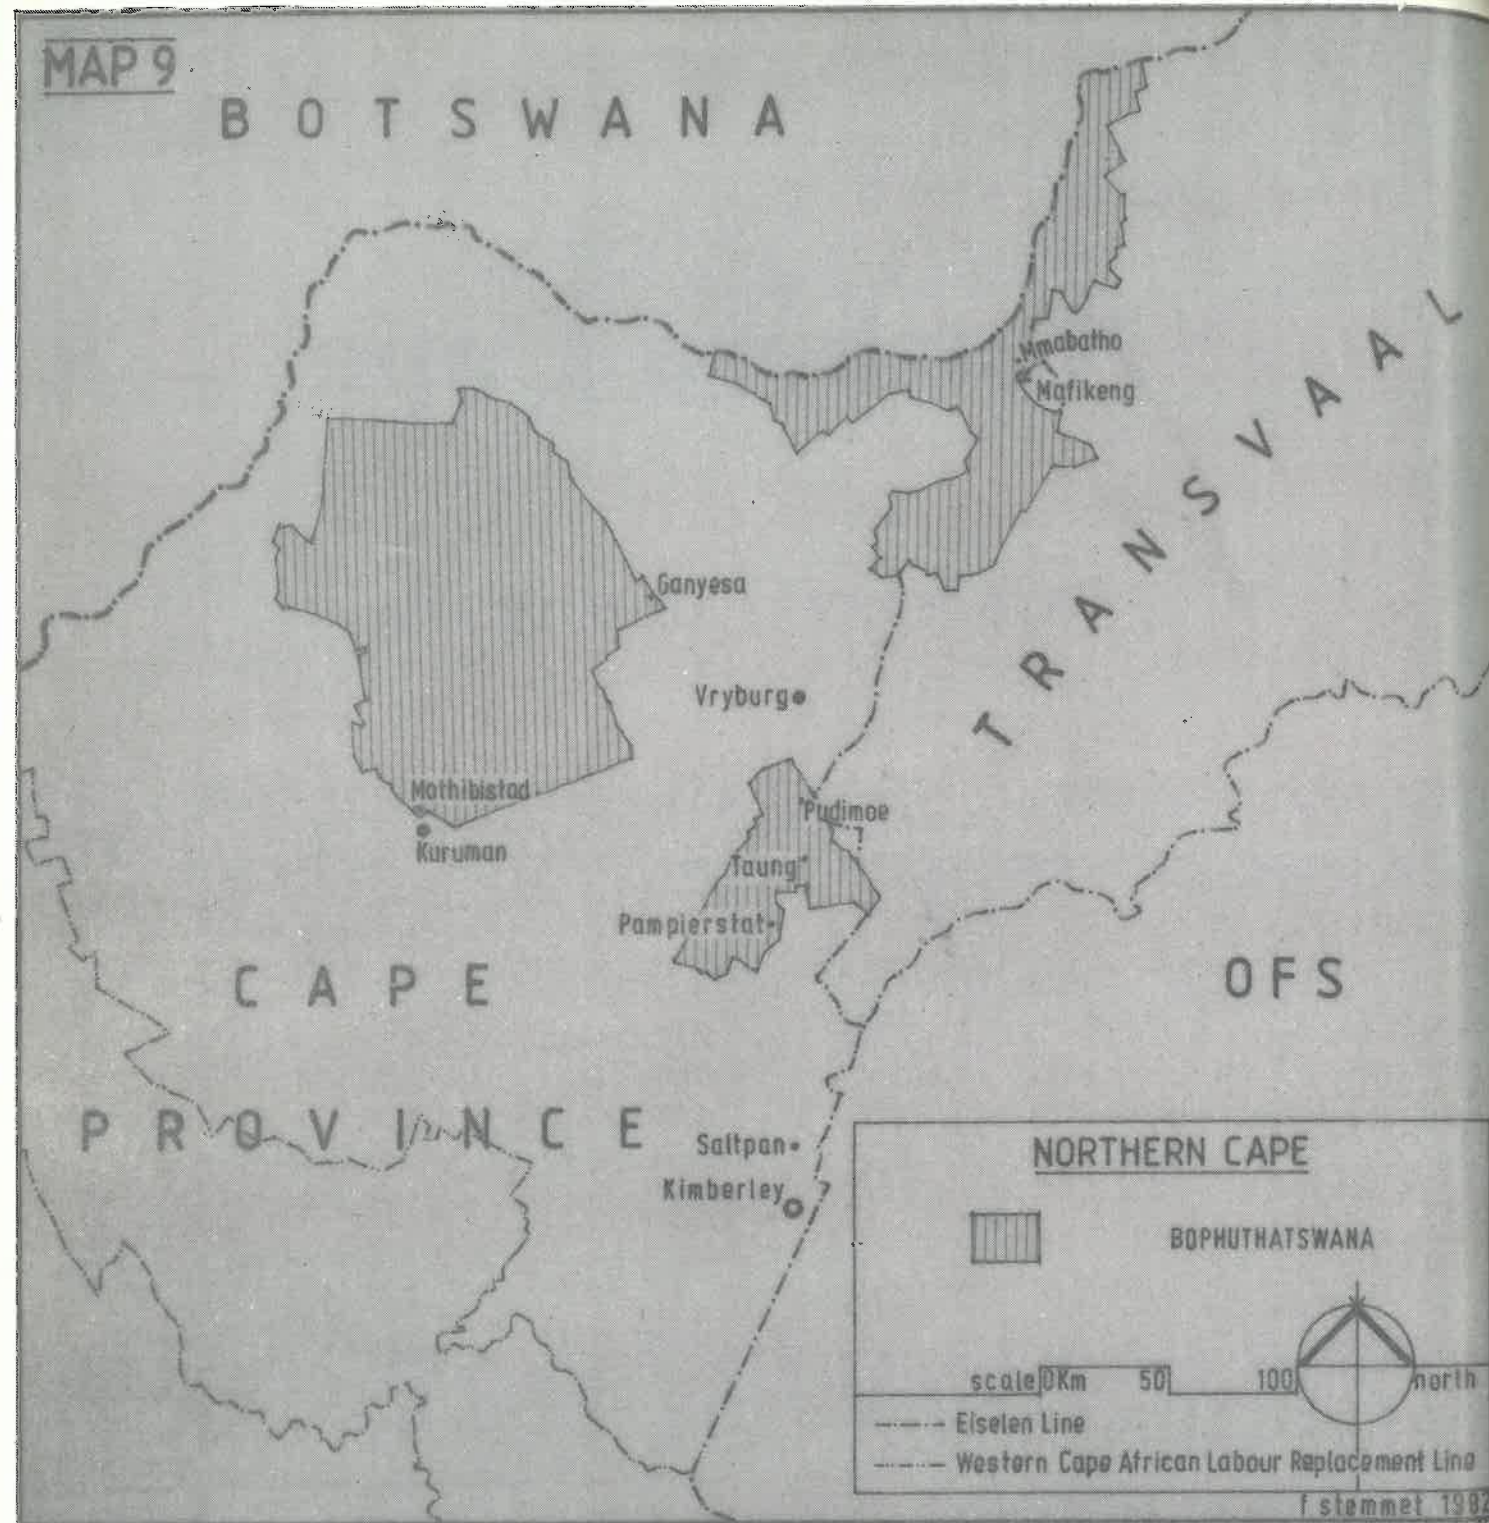 MAP 9
BOTSWANA
Mmabatho
Mafikeng
TRANSVAAL
Ganyesa
Vryburg
Mothibistad
Kuruman
Pudimoe
Taung
Pampierstat
CAPE
PROVINCE
OFS
Saltpan
Kimberley
NORTHERN CAPE
BOPHUTHATSWANA
scale 0Km 50 100 north
Eiselen Line
Western Cape African Labour Replacement Line
f stemmet 1982